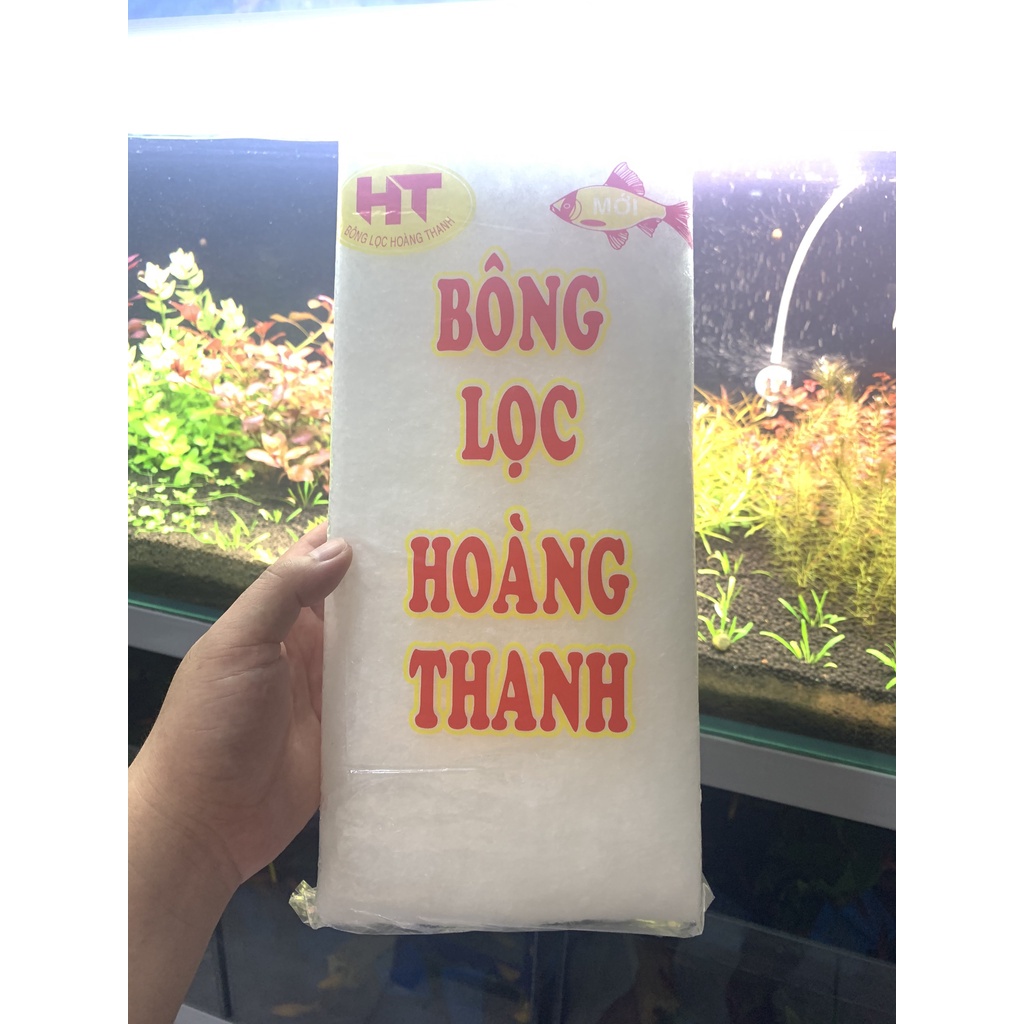 HT
BÔNG LỌC HOÀNG THANH
MỚI
BÔNG
LỌC
HOÀNG
THANH